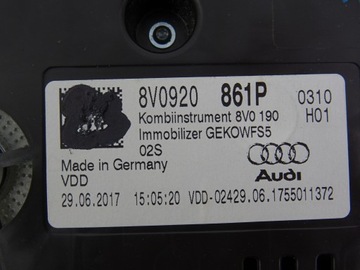 8V0920 861P 0310
Kombiinstrument 8V0 190 H01
Immobilizer GEKOWFS5
02S
Made in Germany
VDD
Audi
29.06.2017 15:05:20 VDD-02429.06.1755011372